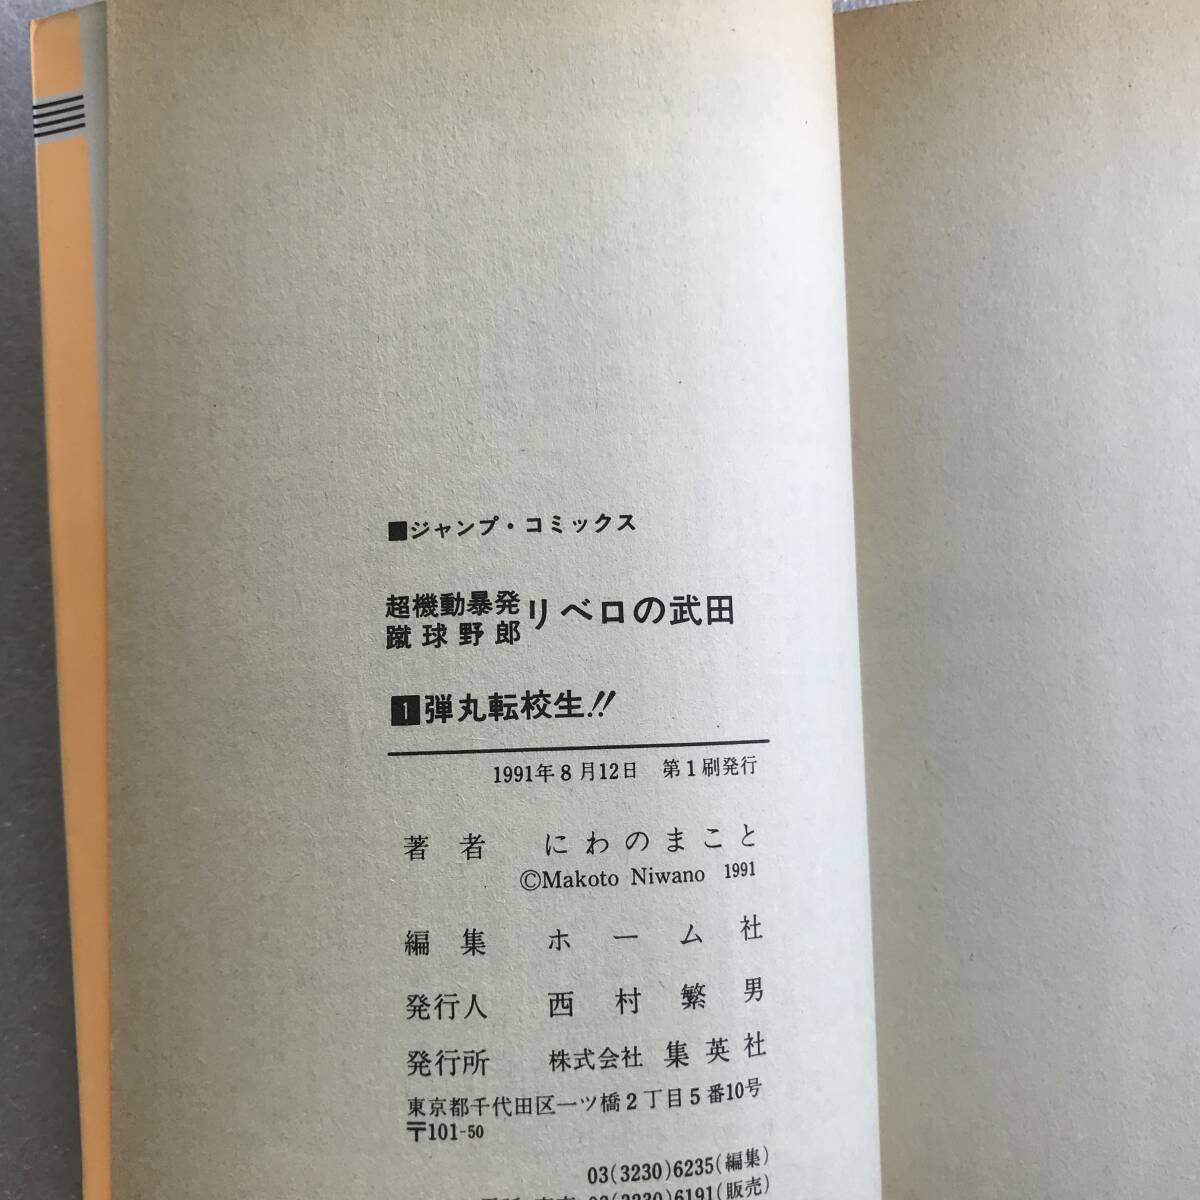 ■ジャンプ・コミックス
超機動暴発
蹴球野郎
リベロの武田
1弾丸転校生!!
1991年8月12日 第1刷発行
著者 にわのまこと
©Makoto Niwano 1991
編集 ホーム社
発行人 西村繁男
発行所 株式会社 集英社
東京都千代田区一ツ橋2丁目5番10号
〒101-50
03(3230)6235(編集)
03(3230)6191(販売)